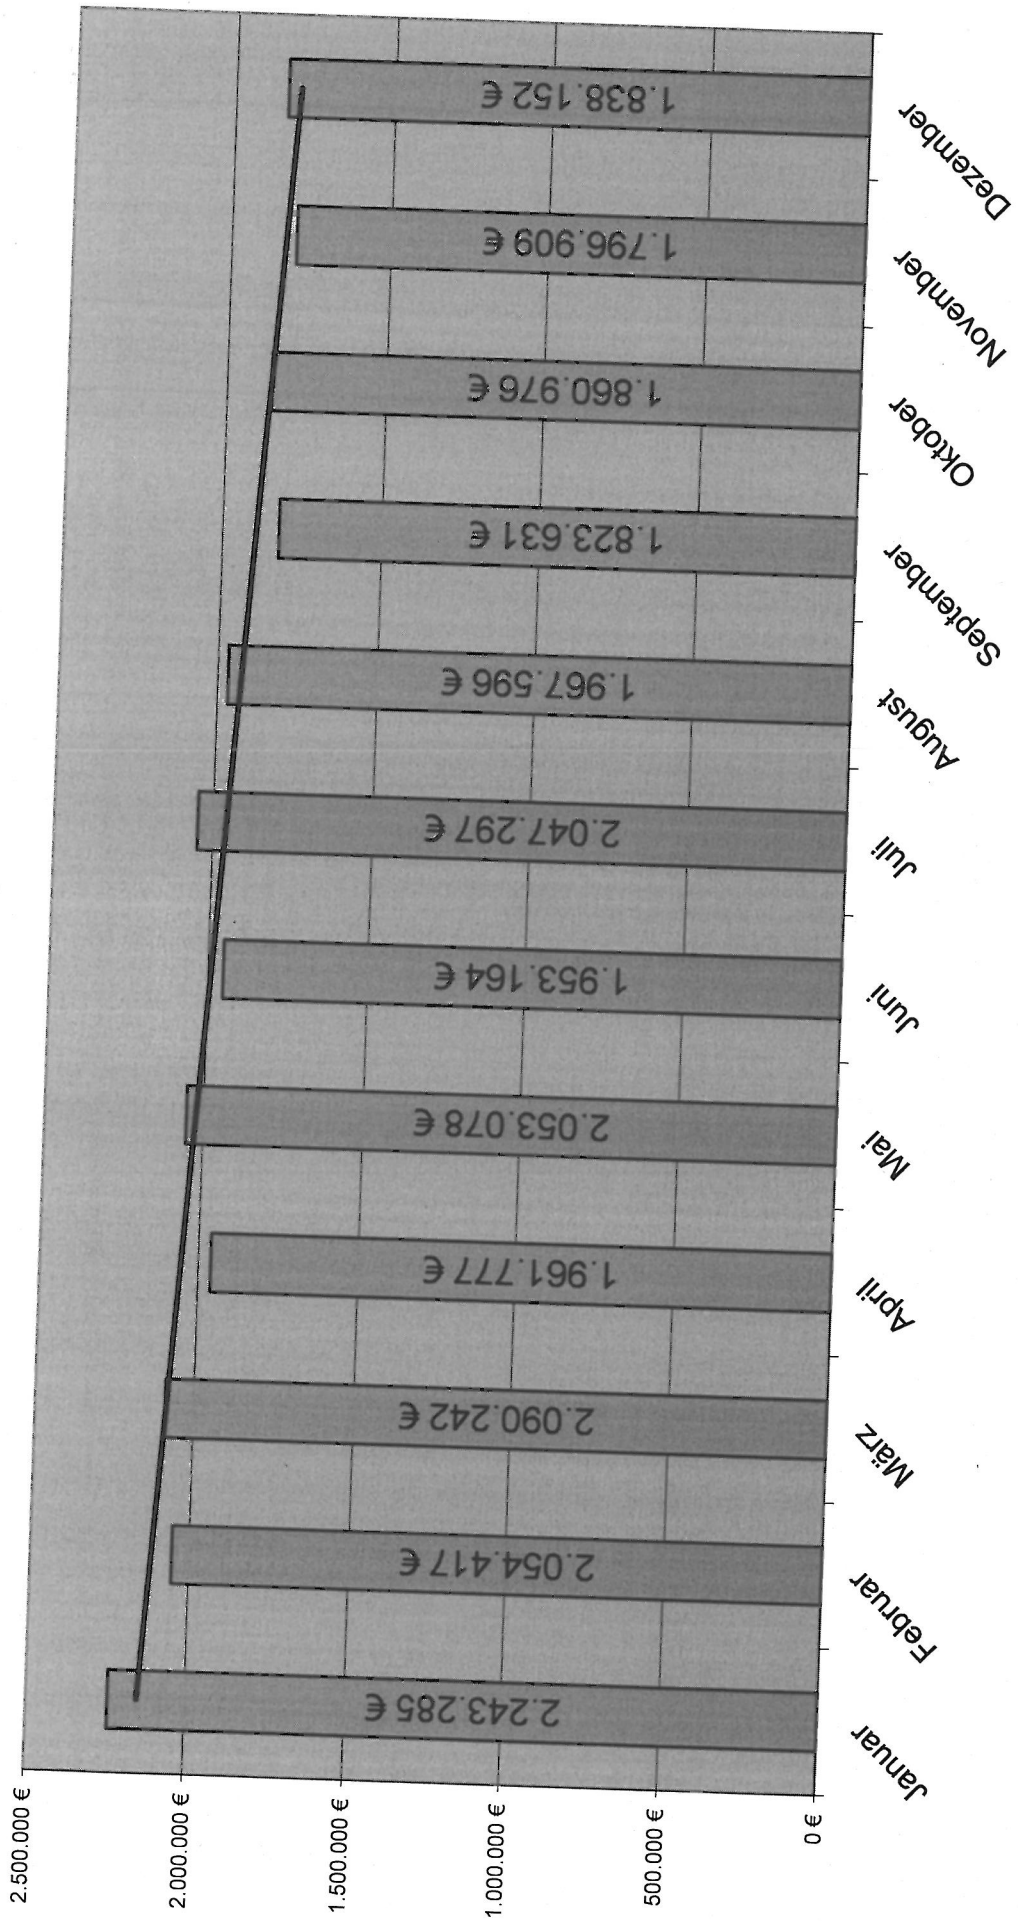 2.500.000 €
2.000.000 €
1.500.000 €
1.000.000 €
500.000 €
0 €
2.243.285 €
2.054.417 €
2.090.242 €
1.961.777 €
2.053.078 €
1.953.164 €
2.047.297 €
1.967.596 €
1.823.631 €
1.860.976 €
1.796.909 €
1.838.152 €
Januar
Februar
März
April
Mai
Juni
Juli
August
September
Oktober
November
Dezember